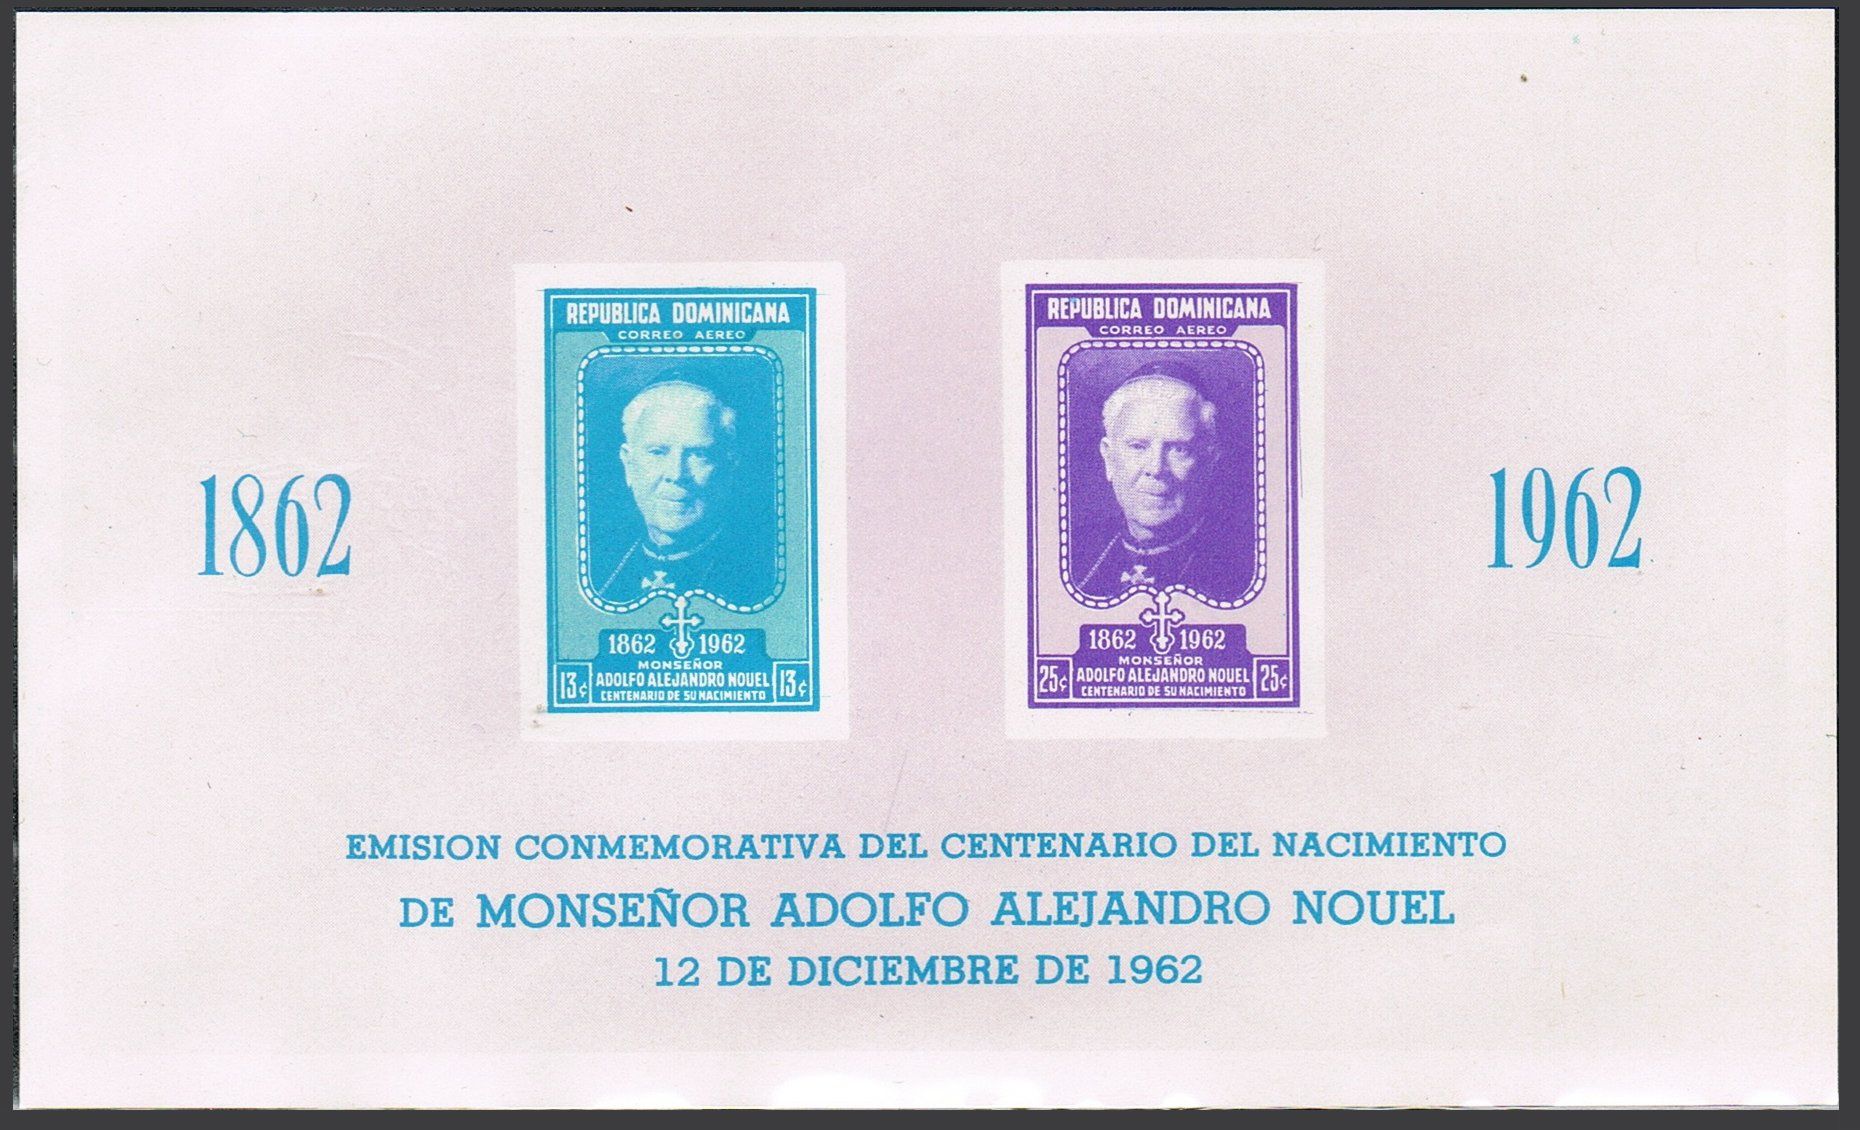 1862
REPUBLICA DOMINICANA
CORREO AEREO
1862 1962
MONSEÑOR
13¢ ADOLFO ALEJANDRO NOUEL 13¢
CENTENARIO DE SU NACIMIENTO
REPUBLICA DOMINICANA
CORREO AEREO
1862 1962
MONSEÑOR
25¢ ADOLFO ALEJANDRO NOUEL 25¢
CENTENARIO DE SU NACIMIENTO
1962
EMISION CONMEMORATIVA DEL CENTENARIO DEL NACIMIENTO
DE MONSEÑOR ADOLFO ALEJANDRO NOUEL
12 DE DICIEMBRE DE 1962